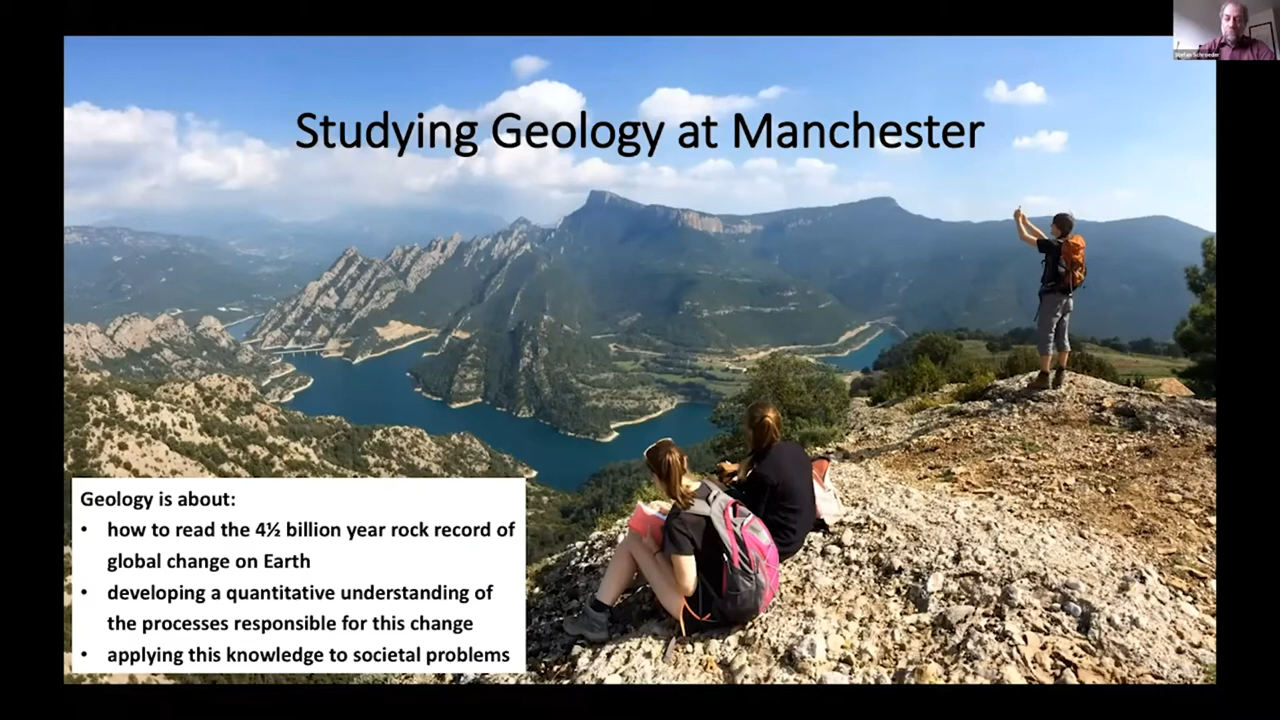 Stefan Schroeder
Studying Geology at Manchester
Geology is about:
• how to read the 4½ billion year rock record of
global change on Earth
• developing a quantitative understanding of
the processes responsible for this change
• applying this knowledge to societal problems